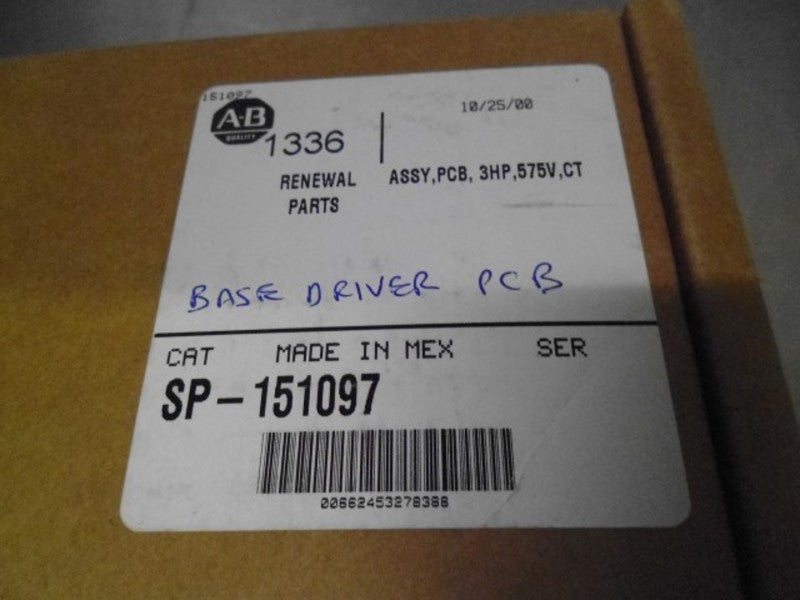 151097
A-B
QUALITY
1336
10/25/00
RENEWAL PARTS
ASSY,PCB, 3HP,575V,CT
BASE DRIVER PCB
CAT MADE IN MEX SER
SP-151097
00662453278388